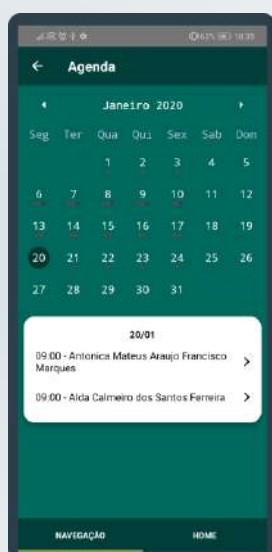 63% 18:35
← Agenda
Janeiro 2020
Seg Ter Qua Qui Sex Sab Dom
1 2 3 4 5
6 7 8 9 10 11 12
13 14 15 16 17 18 19
20 21 22 23 24 25 26
27 28 29 30 31
20/01
09:00 - Antonica Mateus Araujo Francisco
Marques
09:00 - Alda Calmeiro dos Santos Ferreira
NAVEGAÇÃO HOME